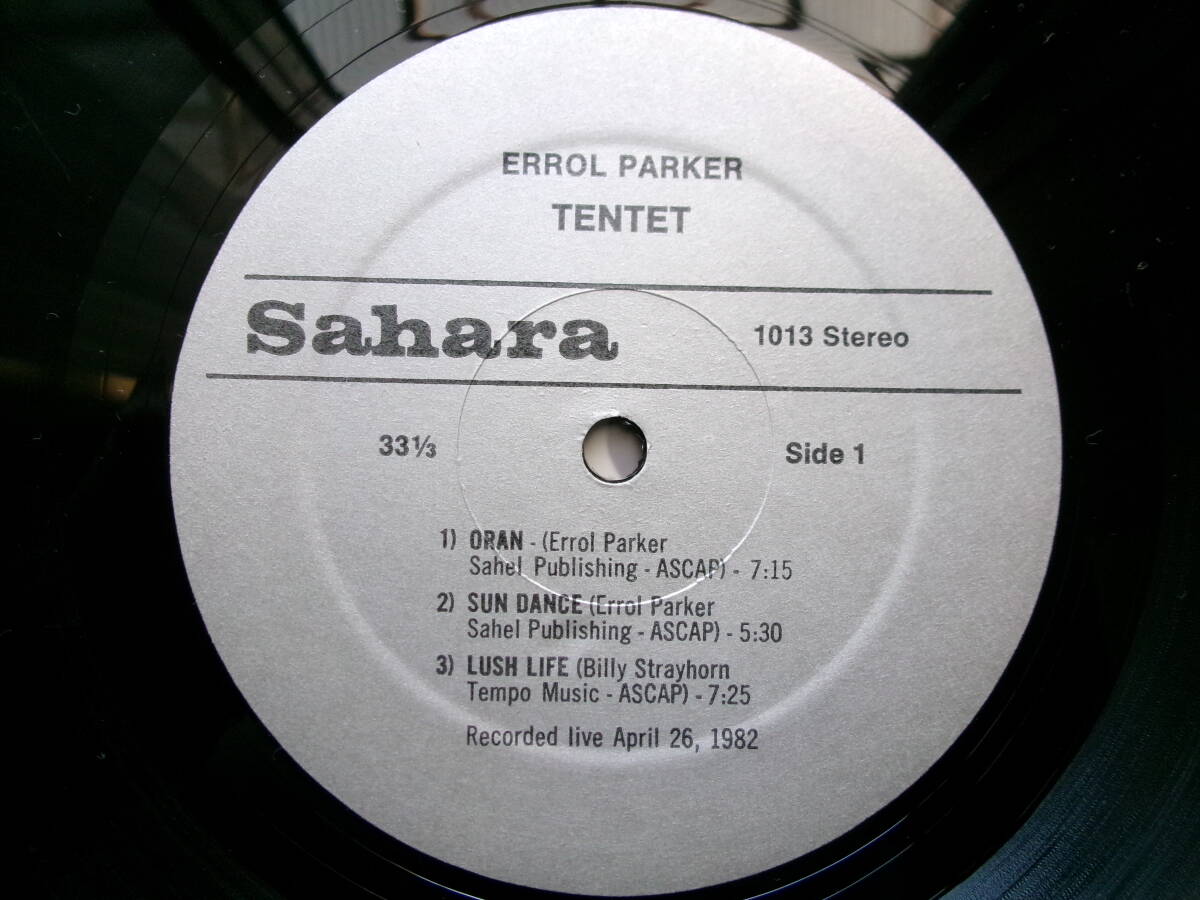 ERROL PARKER
TENTET
Sahara
1013 Stereo
33⅓
Side 1
1) ORAN - (Errol Parker
Sahel Publishing - ASCAP) - 7:15
2) SUN DANCE (Errol Parker
Sahel Publishing - ASCAP) - 5:30
3) LUSH LIFE (Billy Strayhorn
Tempo Music - ASCAP) - 7:25
Recorded live April 26, 1982